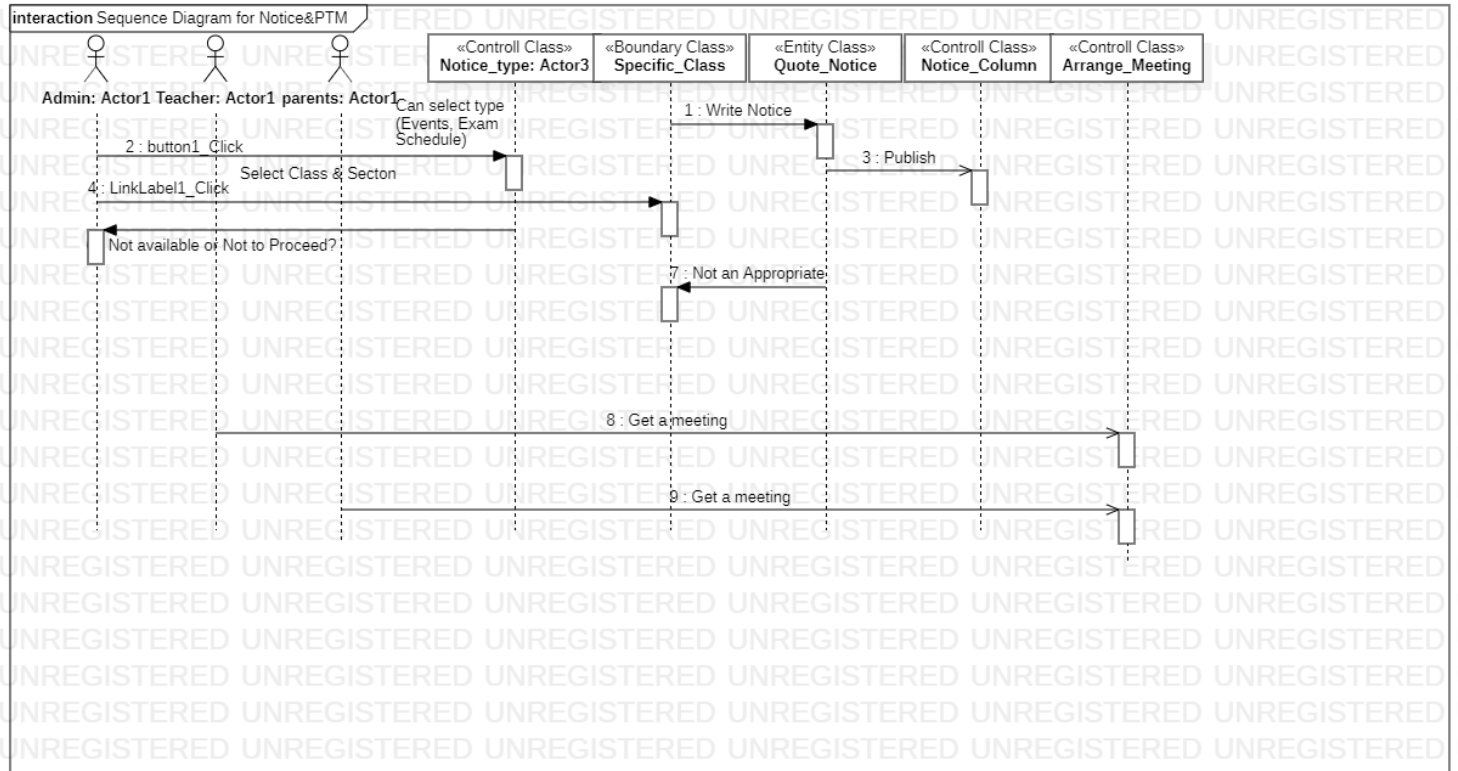 interaction Sequence Diagram for Notice&PTM
«Controll Class»
Notice_type: Actor3
«Boundary Class»
Specific_Class
«Entity Class»
Quote_Notice
«Controll Class»
Notice_Column
«Controll Class»
Arrange_Meeting
Admin: Actor1
Teacher: Actor1
parents: Actor1
Can select type
(Events, Exam
Schedule)
1 : Write Notice
2 : button1_Click
3 : Publish
Select Class & Secton
4 : LinkLabel1_Click
Not available or Not to Proceed?
7 : Not an Appropriate
8 : Get a meeting
9 : Get a meeting
UNREGISTERED